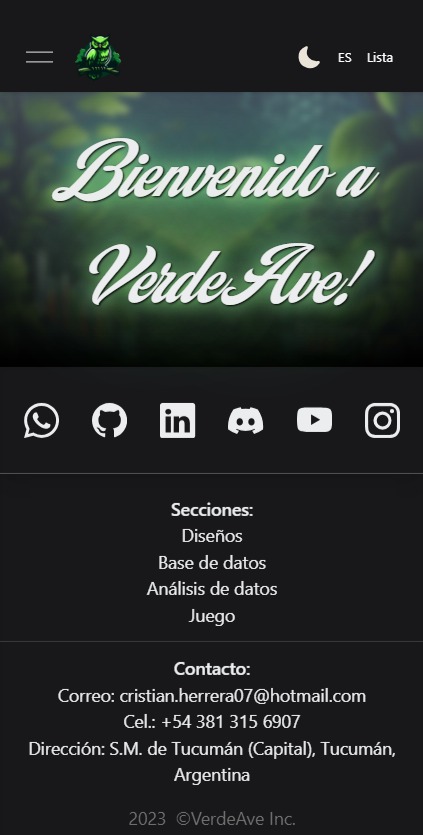 ES Lista
Bienvenido a
VerdeAve!
Secciones:
Diseños
Base de datos
Análisis de datos
Juego
Contacto:
Correo: cristian.herrera07@hotmail.com
Cel.: +54 381 315 6907
Dirección: S.M. de Tucumán (Capital), Tucumán,
Argentina
2023 ©VerdeAve Inc.